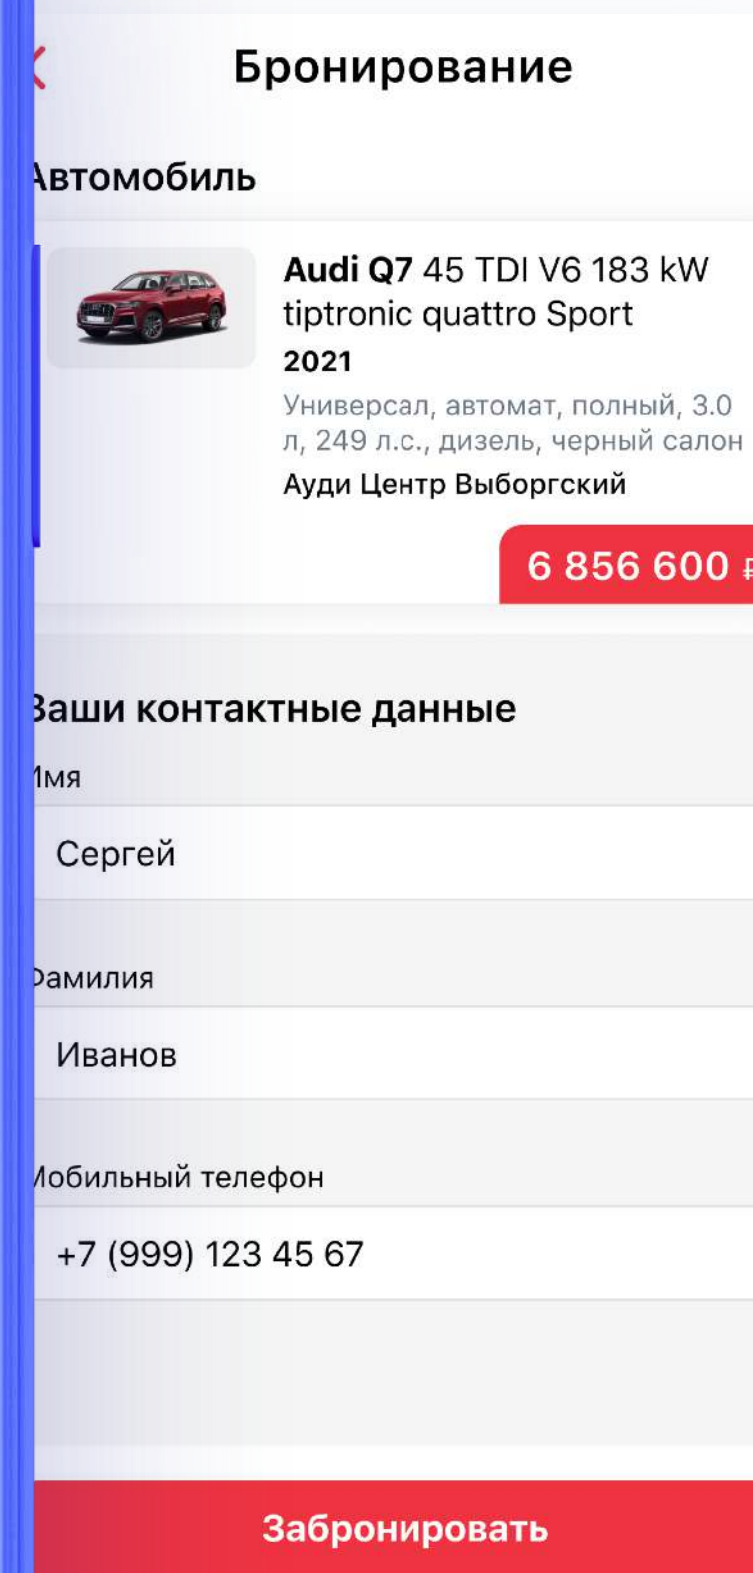 Бронирование
Автомобиль
Audi Q7 45 TDI V6 183 kW
tiptronic quattro Sport
2021
Универсал, автомат, полный, 3.0
л, 249 л.с., дизель, черный салон
Ауди Центр Выборгский
6 856 600 ₽
Ваши контактные данные
Имя
Сергей
Фамилия
Иванов
Мобильный телефон
+7 (999) 123 45 67
Забронировать